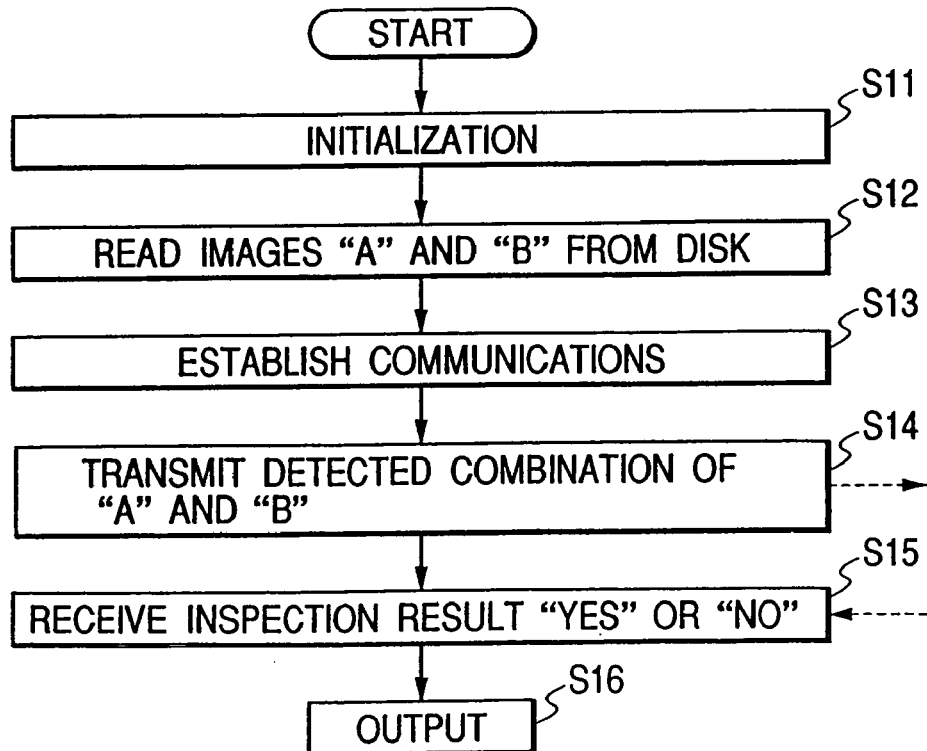 START
S11
INITIALIZATION
S12
READ IMAGES “A” AND “B” FROM DISK
S13
ESTABLISH COMMUNICATIONS
S14
TRANSMIT DETECTED COMBINATION OF
“A” AND “B”
S15
RECEIVE INSPECTION RESULT “YES” OR “NO”
S16
OUTPUT